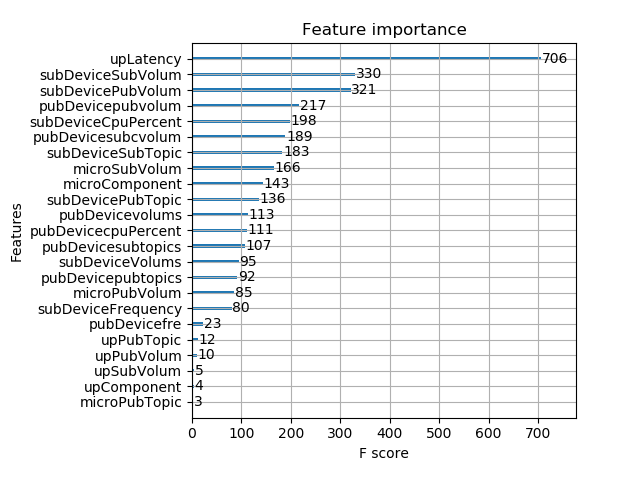 Feature importance
Features
upLatency 706
subDeviceSubVolum 330
subDevicePubVolum 321
pubDevicepubvolum 217
subDeviceCpuPercent 198
pubDevicesubcvolum 189
subDeviceSubTopic 183
microSubVolum 166
microComponent 143
subDevicePubTopic 136
pubDevicevolums 113
pubDevicecpuPercent 111
pubDevicesubtopics 107
subDeviceVolums 95
pubDevicepubtopics 92
microPubVolum 85
subDeviceFrequency 80
pubDevicefre 23
upPubTopic 12
upPubVolum 10
upSubVolum 5
upComponent 4
microPubTopic 3
0 100 200 300 400 500 600 700
F score